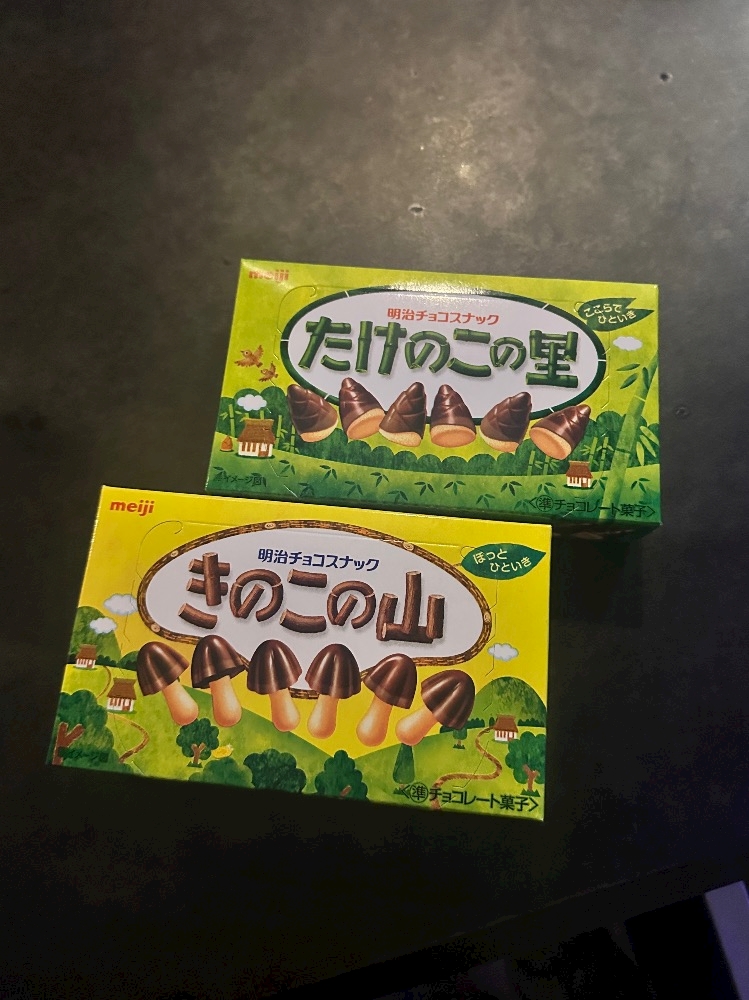 meiji
明治チョコスナック
たけのこの里
ここらで
ひといき
イメージ図
<準チョコレート菓子>
meiji
明治チョコスナック
きのこの山
ほっと
ひといき
<準チョコレート菓子>